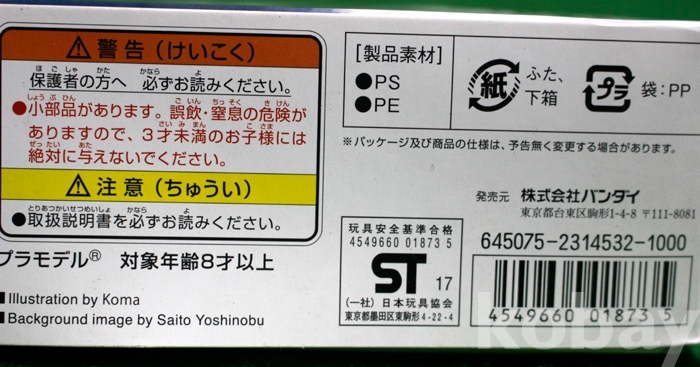 ⚠ 警告（けいこく）
保護者の方へ 必ずお読みください。
●小部品があります。誤飲・窒息の危険が
ありますので、3才未満のお子様には
絶対に与えないでください。
⚠ 注意（ちゅうい）
●取扱説明書を必ずお読みください。
プラモデル® 対象年齢8才以上
■Illustration by Koma
■Background image by Saito Yoshinobu
[製品素材]
●PS
●PE
紙 ふた、
下箱
プラ 袋：PP
※パッケージ及び商品の仕様は、予告無く変更する場合があります。
発売元 株式会社バンダイ
東京都台東区駒形1-4-8 〒111-8081
玩具安全基準合格
4549660 01873 5
ST 17
(一社) 日本玩具協会
東京都墨田区東駒形4-22-4
645075-2314532-1000
4 549660 018735
kobay